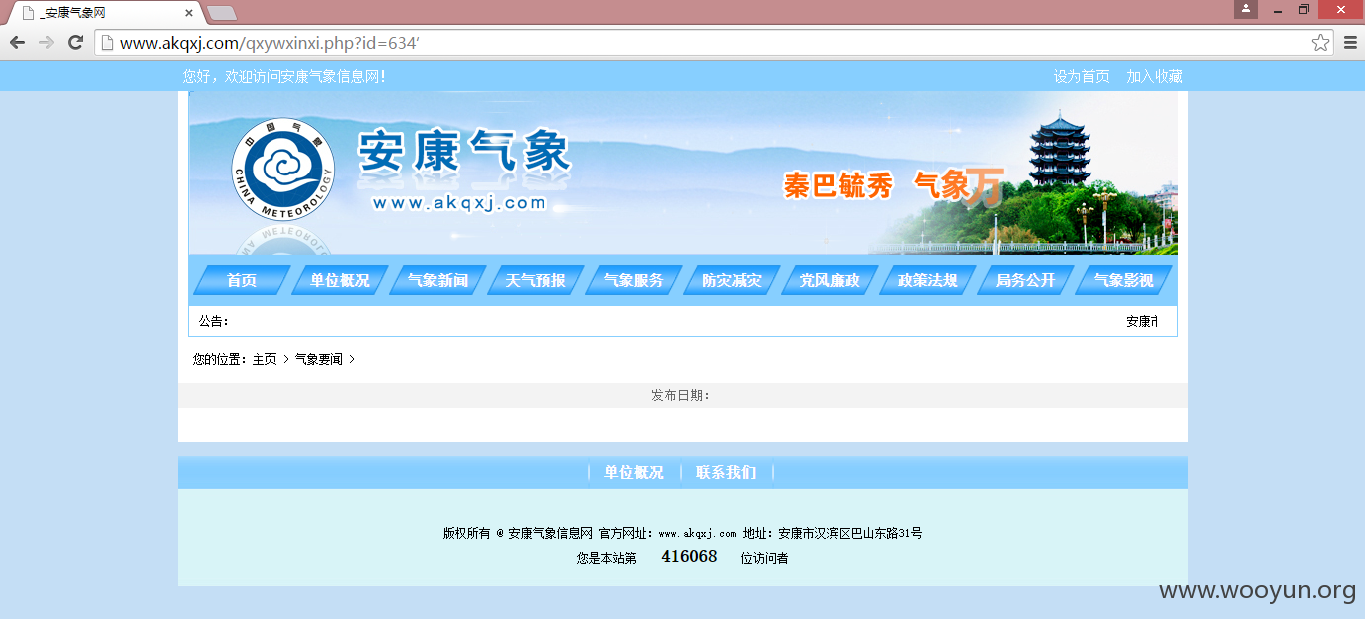 _安康气象网
www.akqxj.com/qxywxinxi.php?id=634'
您好，欢迎访问安康气象信息网！ 设为首页 加入收藏
中国气象
CHINA METEOROLOGY
安康气象
www.akqxj.com
秦巴毓秀 气象万
首页 单位概况 气象新闻 天气预报 气象服务 防灾减灾 党风廉政 政策法规 局务公开 气象影视
公告： 安康市
您的位置：主页 > 气象要闻 >
发布日期：
单位概况 联系我们
版权所有 @ 安康气象信息网 官方网址：www.akqxj.com 地址：安康市汉滨区巴山东路31号
您是本站第 416068 位访问者
www.wooyun.org